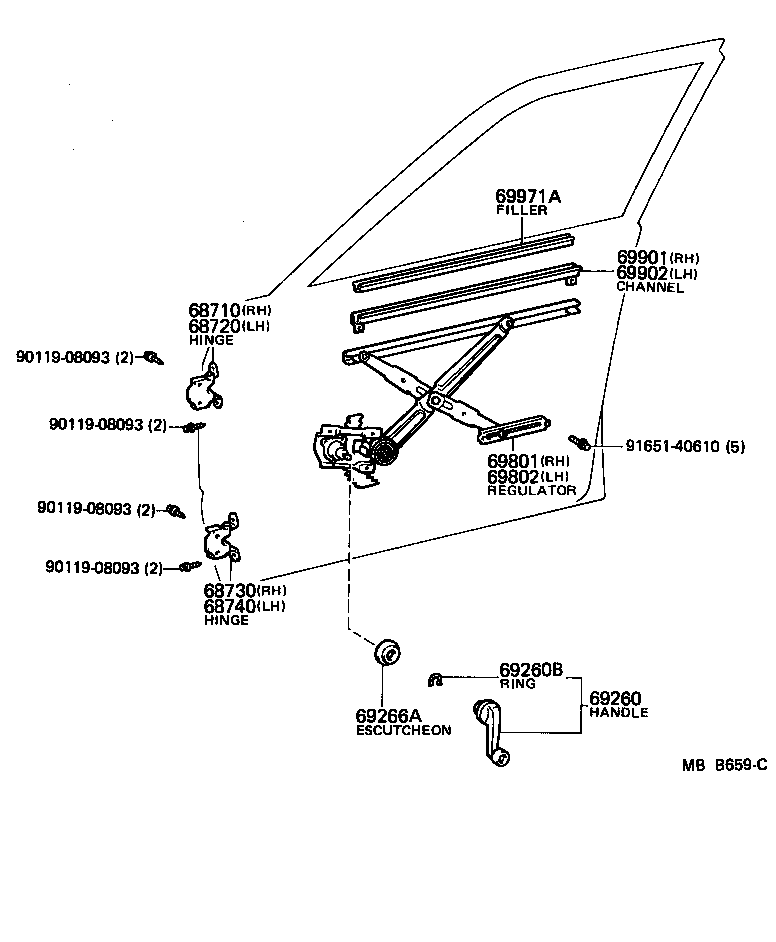 69971A
FILLER
69901(RH)
69902(LH)
CHANNEL
68710(RH)
68720(LH)
HINGE
90119-08093 (2)
90119-08093 (2)
91651-40610 (5)
69801(RH)
69802(LH)
REGULATOR
90119-08093 (2)
90119-08093 (2)
68730(RH)
68740(LH)
HINGE
69260B
RING
69260
HANDLE
69266A
ESCUTCHEON
MB B659-C